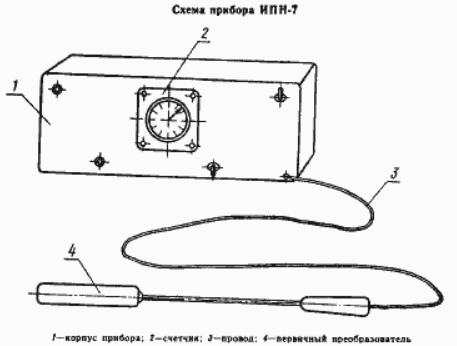 Схема прибора ИПН-7
2
1
3
4
1—корпус прибора; 2—счетчик; 3—провод; 4—первичный преобразователь